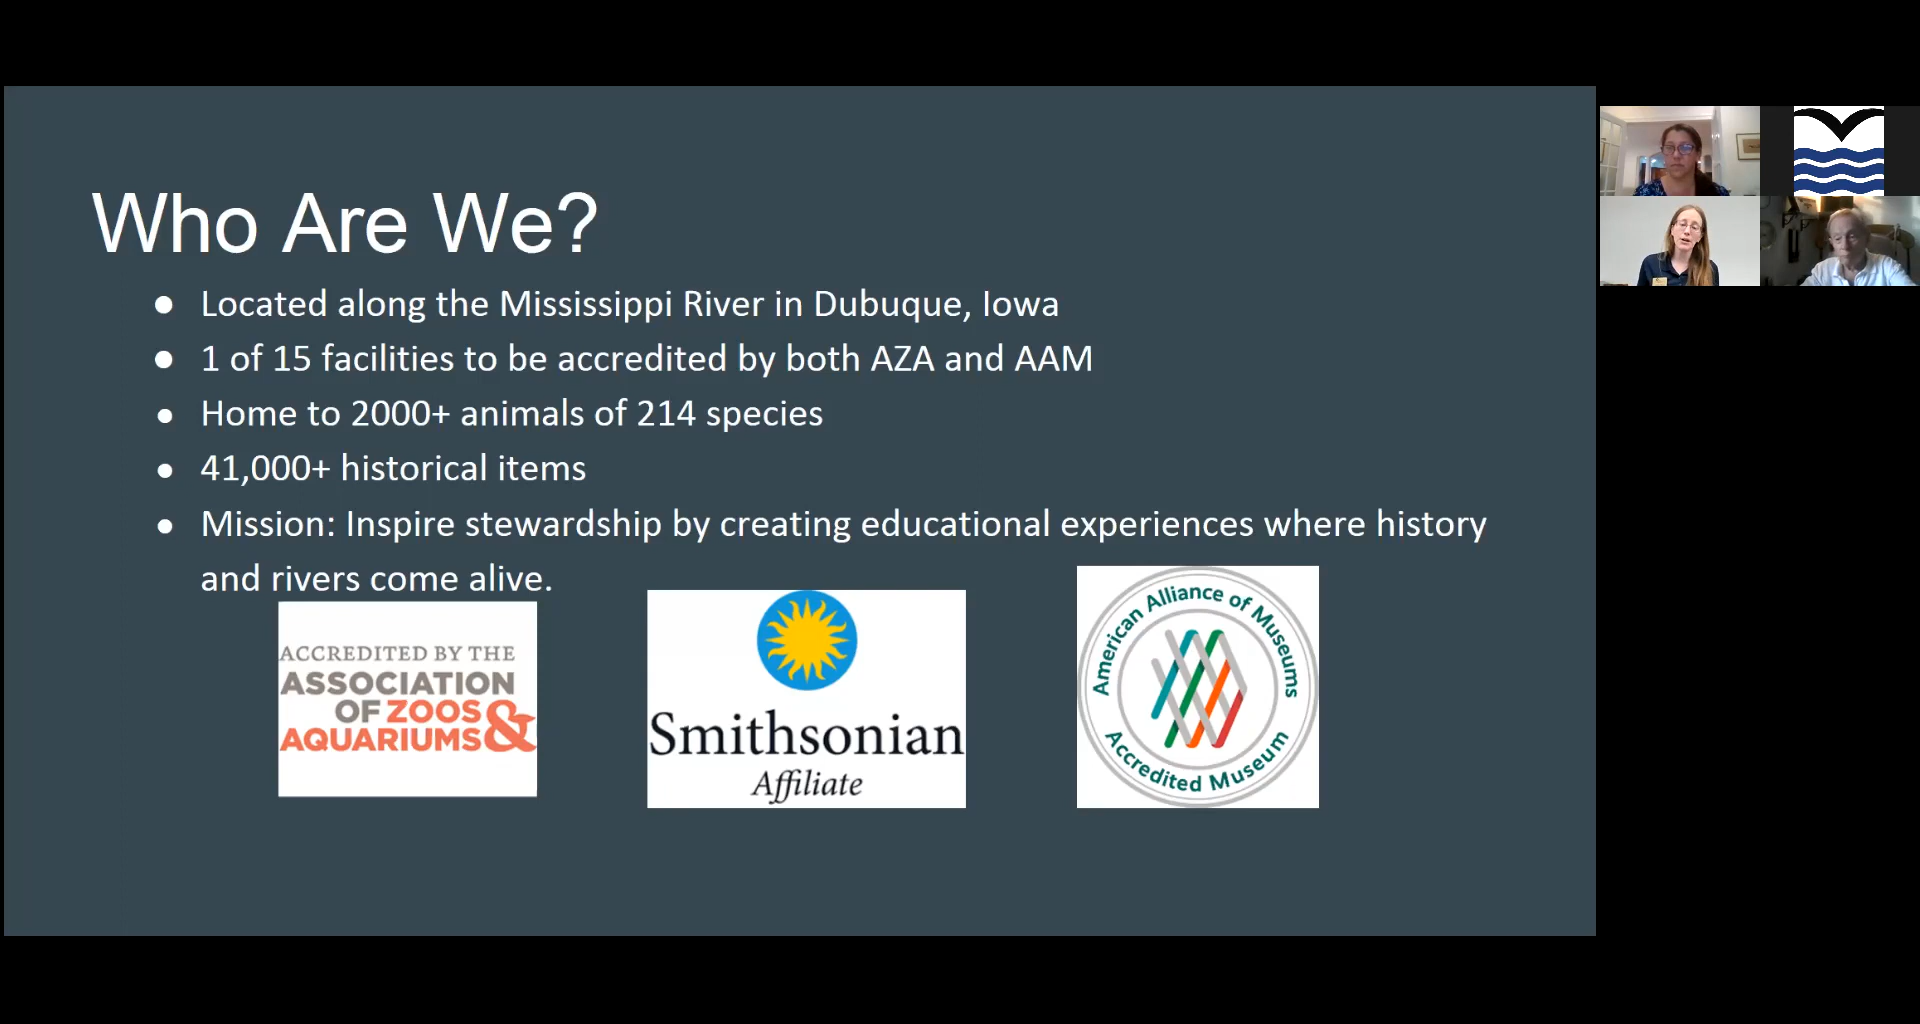 Who Are We?
● Located along the Mississippi River in Dubuque, Iowa
● 1 of 15 facilities to be accredited by both AZA and AAM
● Home to 2000+ animals of 214 species
● 41,000+ historical items
● Mission: Inspire stewardship by creating educational experiences where history
and rivers come alive.
ACCREDITED BY THE
ASSOCIATION
OF ZOOS &
AQUARIUMS
Smithsonian
Affiliate
American Alliance of Museums
Accredited Museum